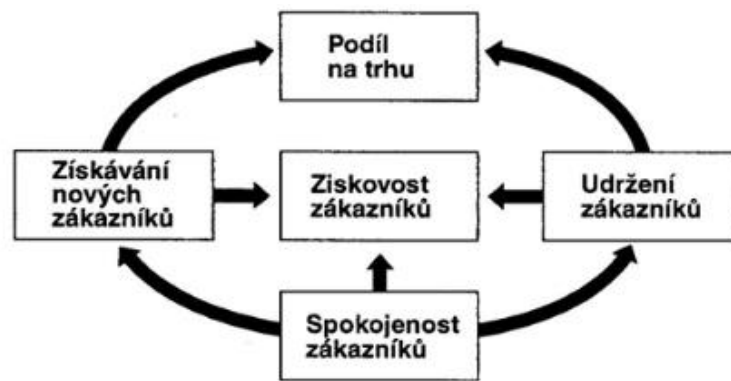 Podíl
na trhu
Získávání
nových
zákazníků
Ziskovost
zákazníků
Udržení
zákazníků
Spokojenost
zákazníků